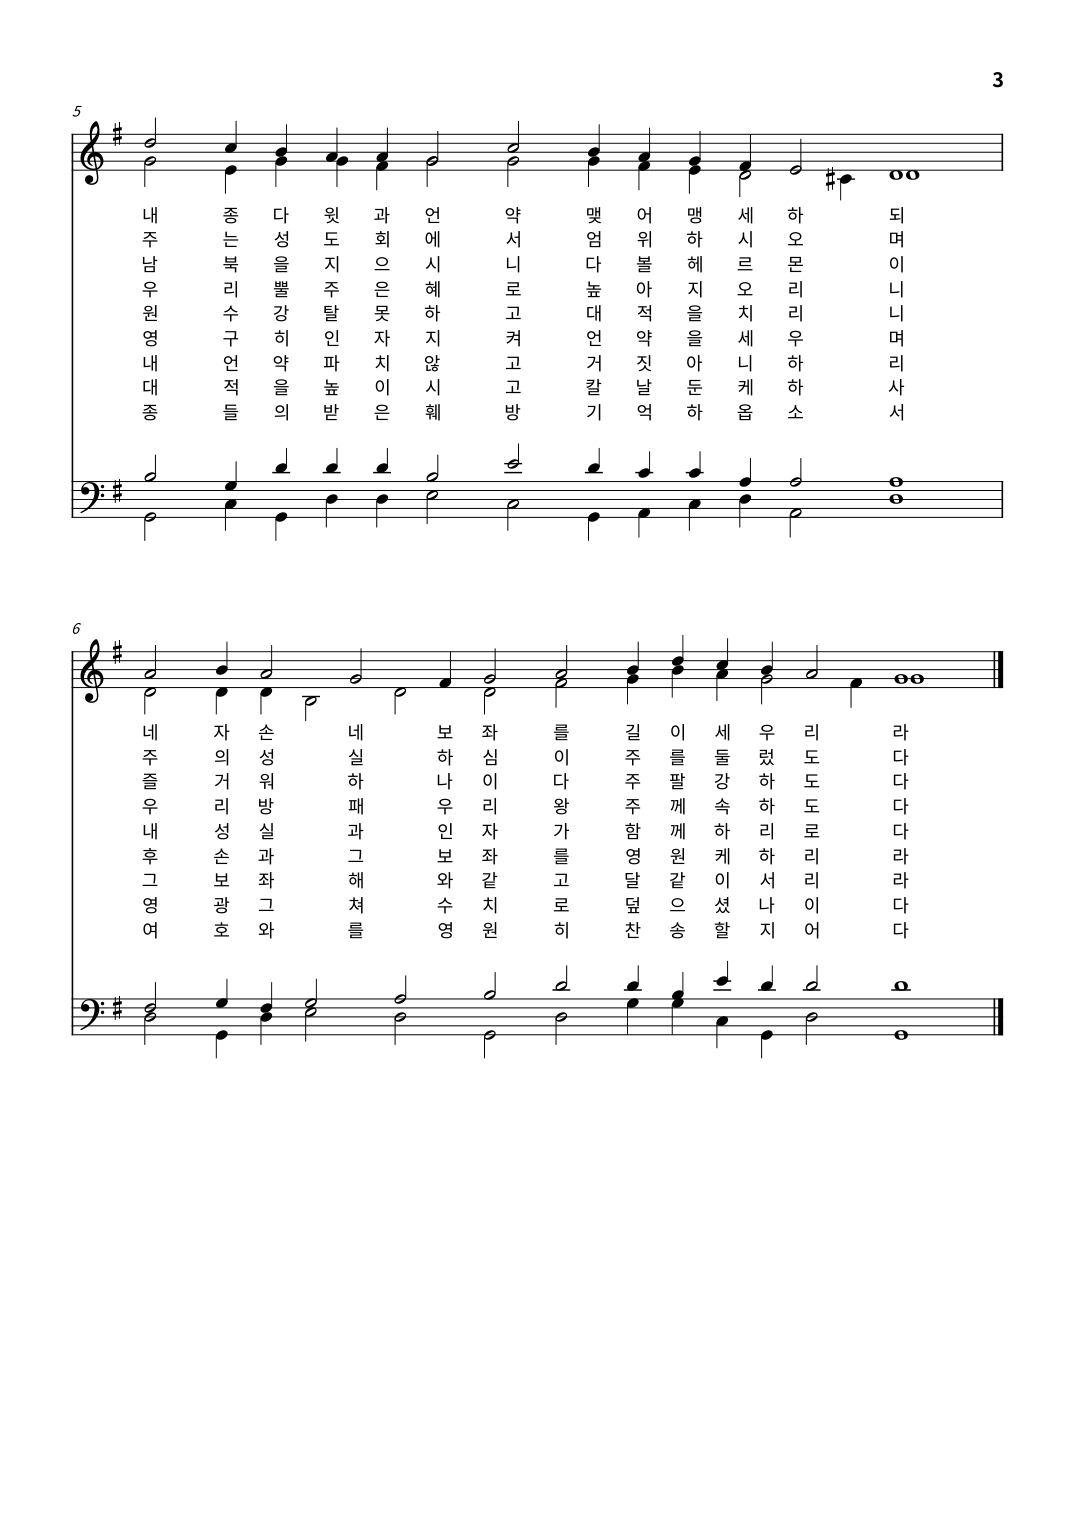 3
5
내 종 다 윗 과 언 약 맺 어 맹 세 하 되
주 는 성 도 회 에 서 엄 위 하 시 오 며
남 북 을 지 으 시 니 다 볼 헤 르 몬 이
우 리 뿔 주 은 혜 로 높 아 지 오 리 니
원 수 강 탈 못 하 고 대 적 을 치 리 니
영 구 히 인 자 지 켜 언 약 을 세 우 며
내 언 약 파 치 않 고 거 짓 아 니 하 리
대 적 을 높 이 시 고 칼 날 둔 케 하 사
종 들 의 받 은 훼 방 기 억 하 옵 소 서
6
네 자 손 네 보 좌 를 길 이 세 우 리 라
주 의 성 실 하 심 이 주 를 둘 렀 도 다
즐 거 워 하 나 이 다 주 팔 강 하 도 다
우 리 방 패 우 리 왕 주 께 속 하 도 다
내 성 실 과 인 자 가 함 께 하 리 로 다
후 손 과 그 보 좌 를 영 원 케 하 리 라
그 보 좌 해 와 같 고 달 같 이 서 리 라
영 광 그 쳐 수 치 로 덮 으 셨 나 이 다
여 호 와 를 영 원 히 찬 송 할 지 어 다